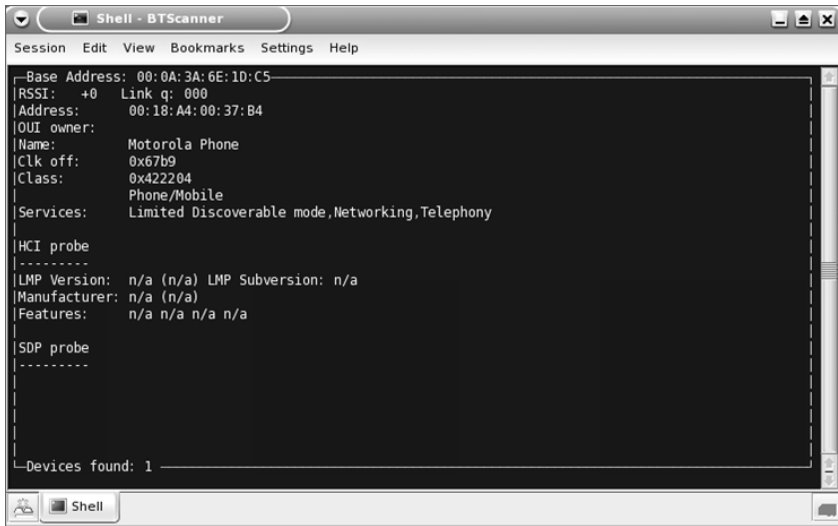 Shell - BTScanner
Session Edit View Bookmarks Settings Help
Base Address: 00:0A:3A:6E:1D:C5
RSSI: +0 Link q: 000
Address: 00:18:A4:00:37:B4
OUI owner:
Name: Motorola Phone
Clk off: 0x67b9
Class: 0x422204
Phone/Mobile
Services: Limited Discoverable mode,Networking,Telephony
HCI probe
---------
LMP Version: n/a (n/a) LMP Subversion: n/a
Manufacturer: n/a (n/a)
Features: n/a n/a n/a n/a
SDP probe
---------
Devices found: 1
Shell